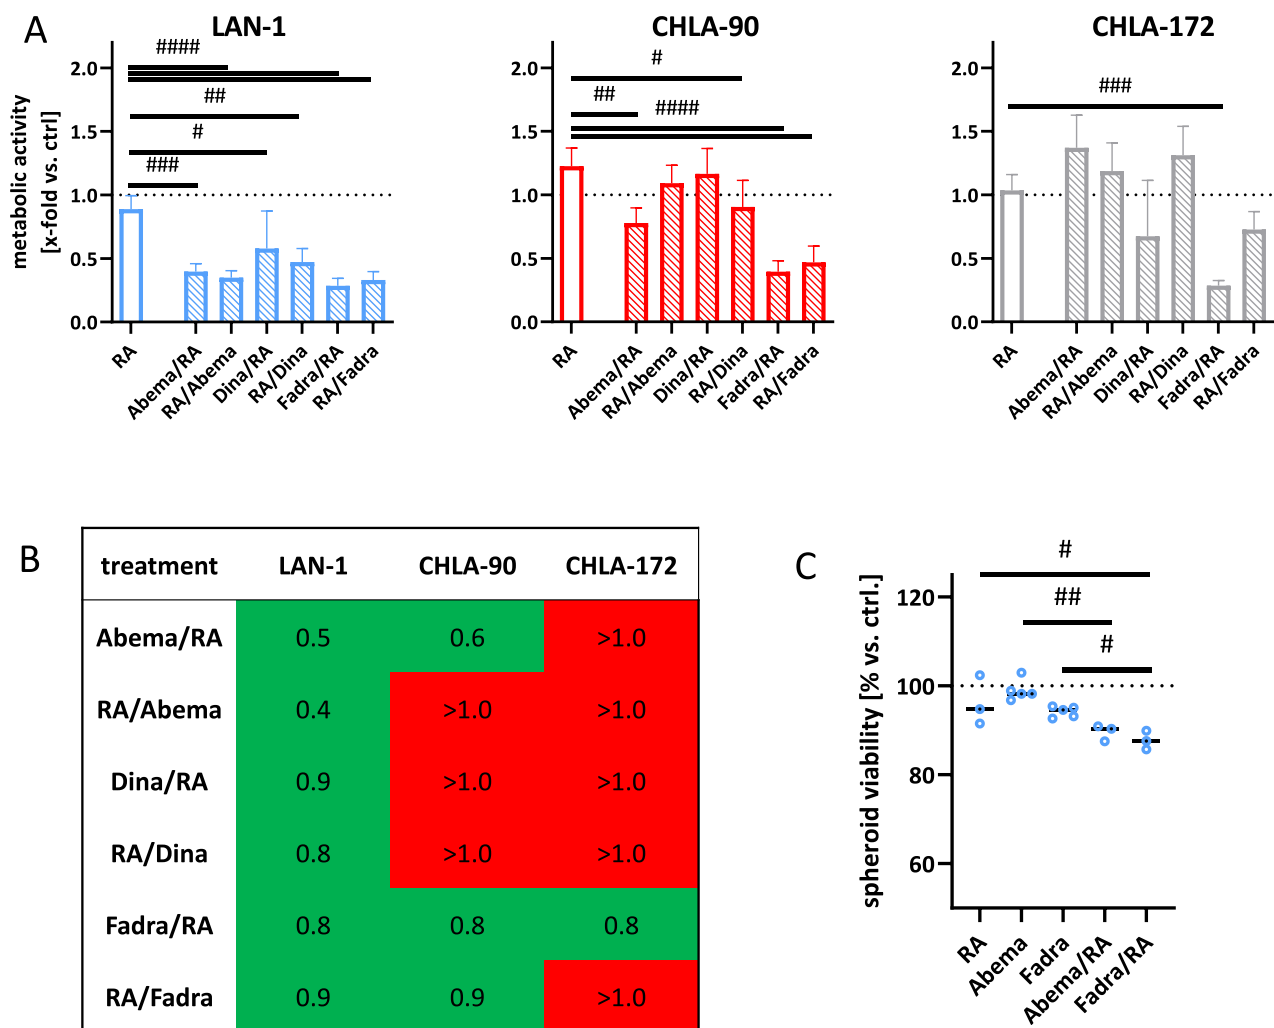 A
LAN-1
CHLA-90
CHLA-172
metabolic activity
[x-fold vs. ctrl]
2.0
1.5
1.0
0.5
0.0
####
##
#
###
RA
Abema/RA
RA/Abema
Dina/RA
RA/Dina
Fadra/RA
RA/Fadra
2.0
1.5
1.0
0.5
0.0
#
##
####
RA
Abema/RA
RA/Abema
Dina/RA
RA/Dina
Fadra/RA
RA/Fadra
2.0
1.5
1.0
0.5
0.0
###
RA
Abema/RA
RA/Abema
Dina/RA
RA/Dina
Fadra/RA
RA/Fadra
B
treatment LAN-1 CHLA-90 CHLA-172
Abema/RA 0.5 0.6 >1.0
RA/Abema 0.4 >1.0 >1.0
Dina/RA 0.9 >1.0 >1.0
RA/Dina 0.8 >1.0 >1.0
Fadra/RA 0.8 0.8 0.8
RA/Fadra 0.9 0.9 >1.0
C
spheroid viability [% vs. ctrl.]
120
100
80
60
#
##
#
RA
Abema
Fadra
Abema/RA
Fadra/RA